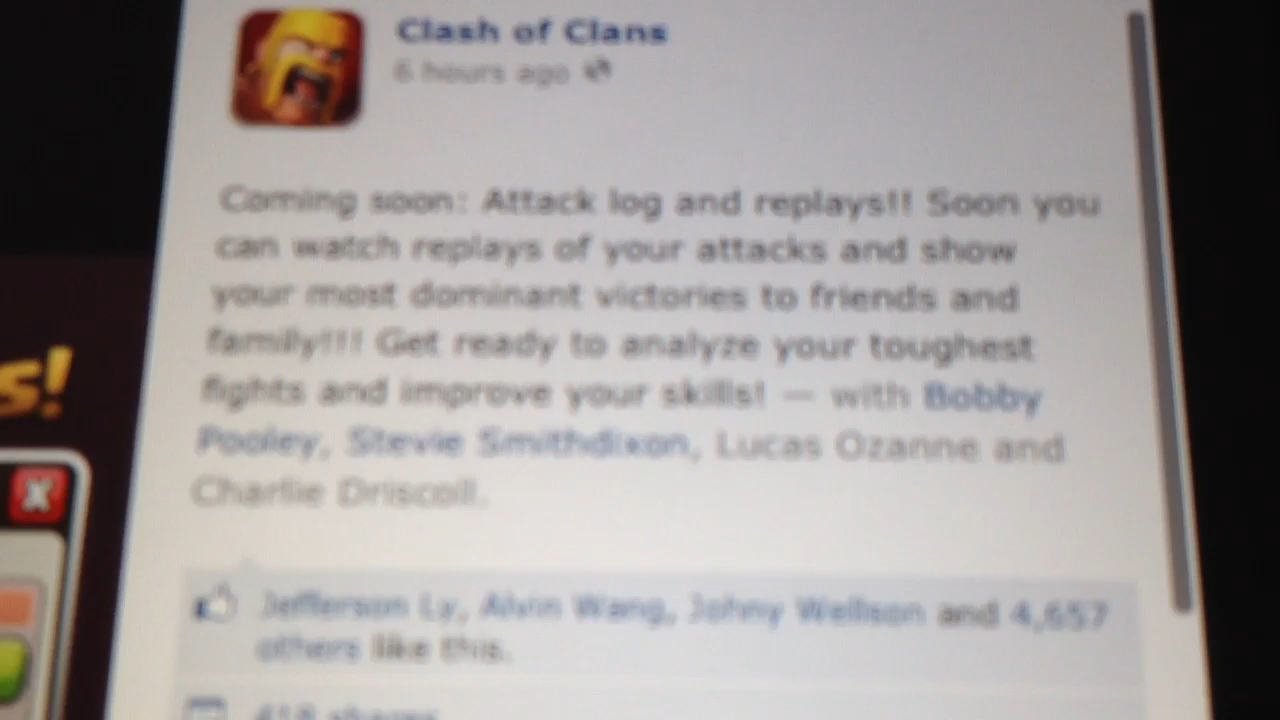 Clash of Clans
6 hours ago
Coming soon: Attack log and replays!! Soon you
can watch replays of your attacks and show
your most dominant victories to friends and
family!!! Get ready to analyze your toughest
fights and improve your skills! — with Bobby
Pooley, Stevie Smithdixon, Lucas Ozanne and
Charlie Driscoll.
s!
X
Jefferson Ly, Alvin Wang, Johny Wellson and 4,657
others like this.
418 shares